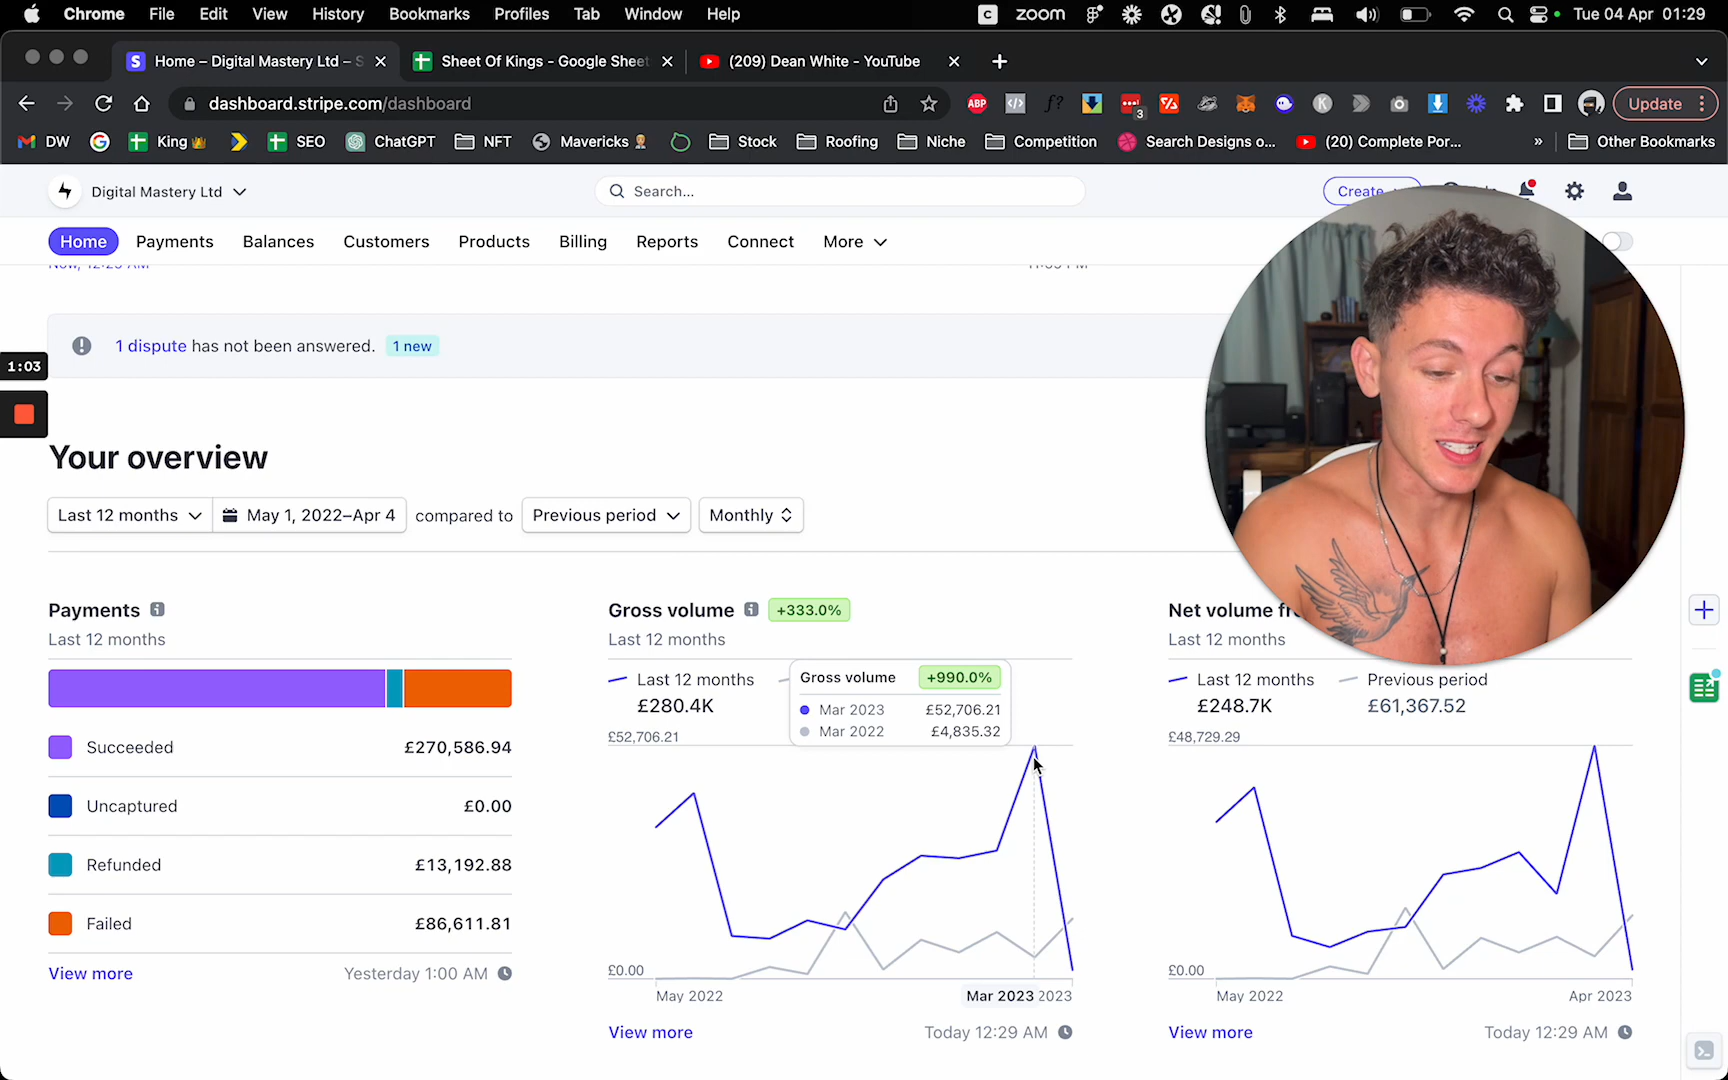 Chrome File Edit View History Bookmarks Profiles Tab Window Help zoom Tue 04 Apr 01:29
Home – Digital Mastery Ltd – S Sheet Of Kings - Google Sheet (209) Dean White - YouTube
dashboard.stripe.com/dashboard ABP 3 Update
DW King SEO ChatGPT NFT Mavericks Stock Roofing Niche Competition Search Designs o... (20) Complete Por... » Other Bookmarks
Digital Mastery Ltd Search... Create
Home Payments Balances Customers Products Billing Reports Connect More
1 dispute has not been answered. 1 new
1:03
Your overview
Last 12 months May 1, 2022–Apr 4 compared to Previous period Monthly
Payments
Last 12 months
Succeeded £270,586.94
Uncaptured £0.00
Refunded £13,192.88
Failed £86,611.81
View more Yesterday 1:00 AM
Gross volume +333.0%
Last 12 months
Last 12 months
£280.4K
£52,706.21
Gross volume +990.0%
Mar 2023 £52,706.21
Mar 2022 £4,835.32
£0.00
May 2022 Mar 2023 2023
View more Today 12:29 AM
Net volume
Last 12 months
Last 12 months Previous period
£248.7K £61,367.52
£48,729.29
£0.00
May 2022 Apr 2023
View more Today 12:29 AM